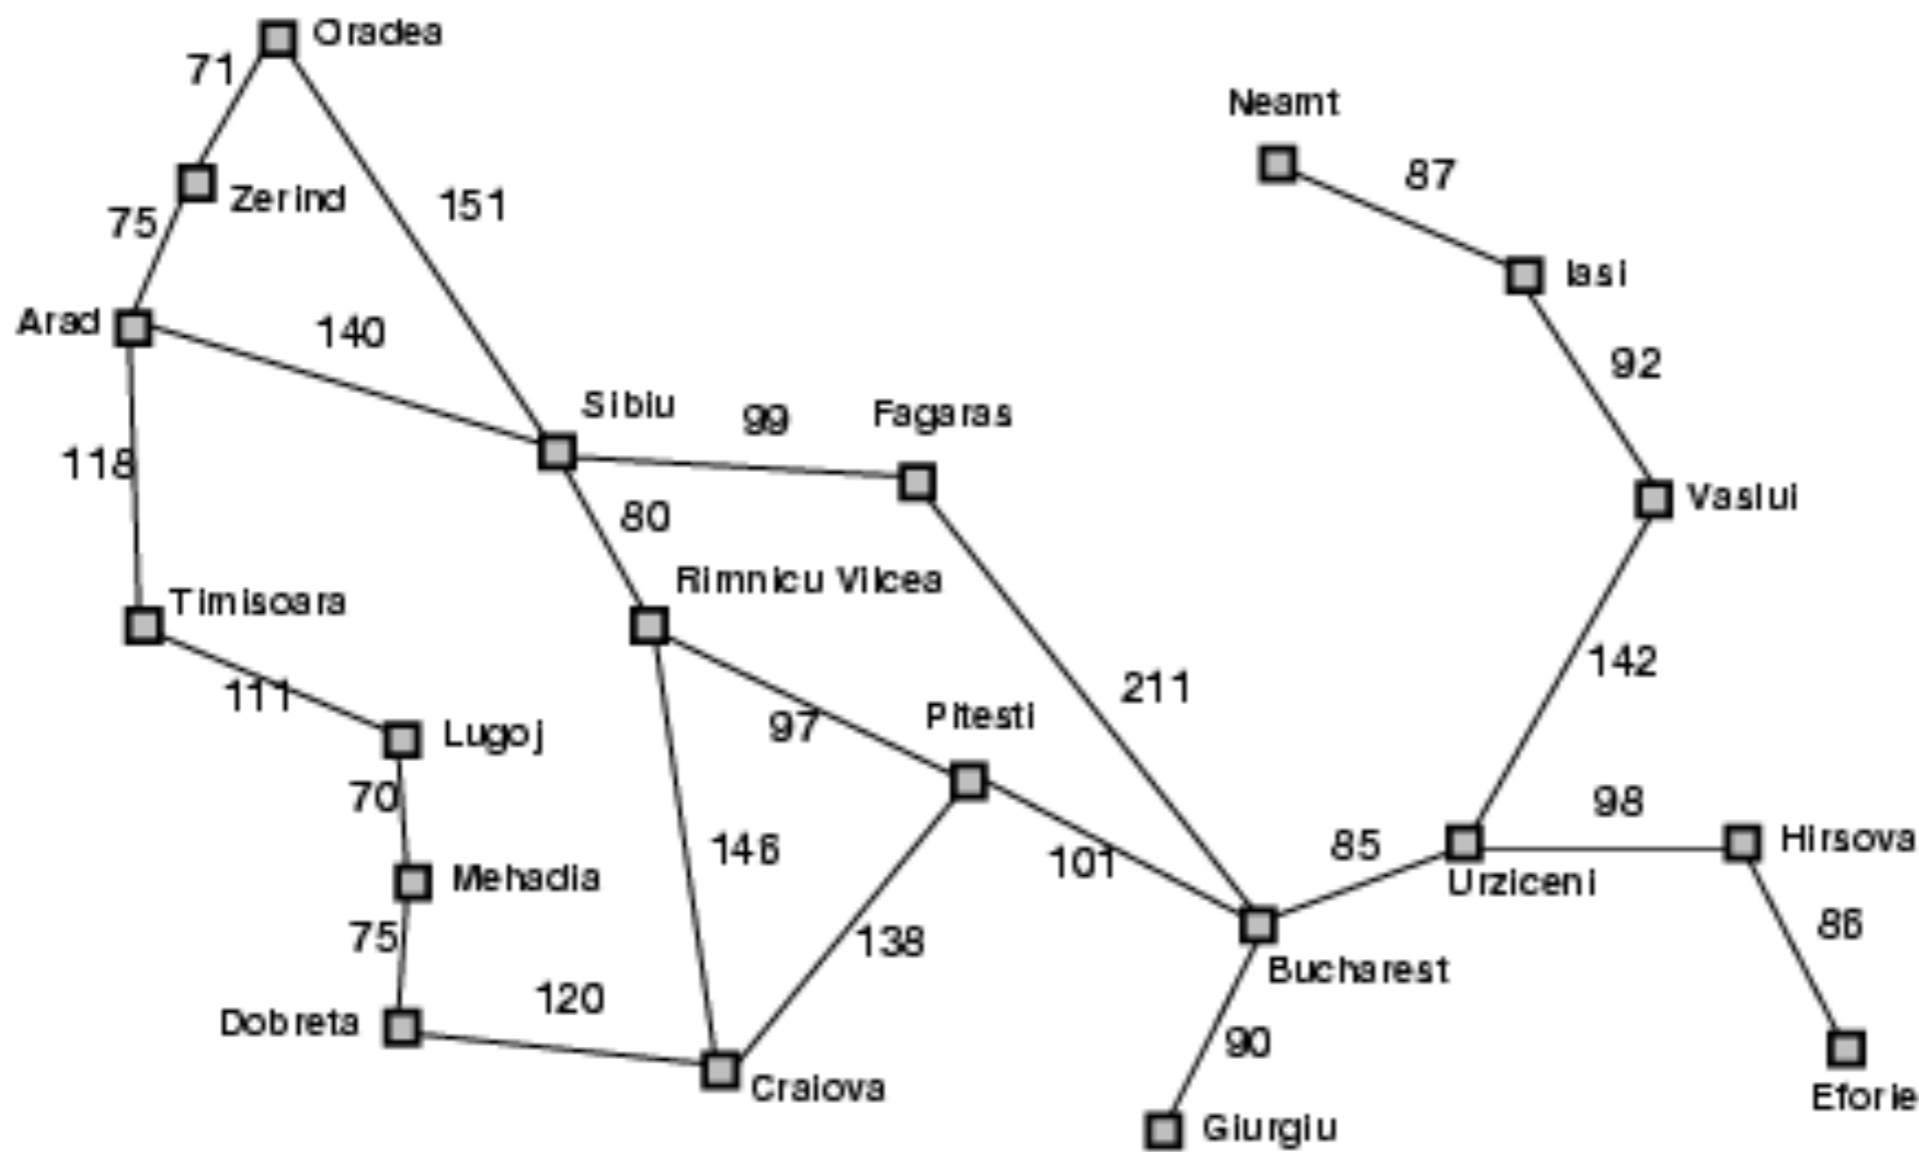 Oradea
71
Neamt
87
Zerind
151
75
Iasi
Arad
140
92
Sibiu
99
Fagaras
118
80
Vaslui
Rimnicu Vilcea
Timisoara
142
211
111
97
Pitesti
Lugoj
70
98
146
101
85
Hirsova
Mehadia
Urziceni
75
138
86
Bucharest
120
Dobreta
90
Craiova
Eforie
Giurgiu